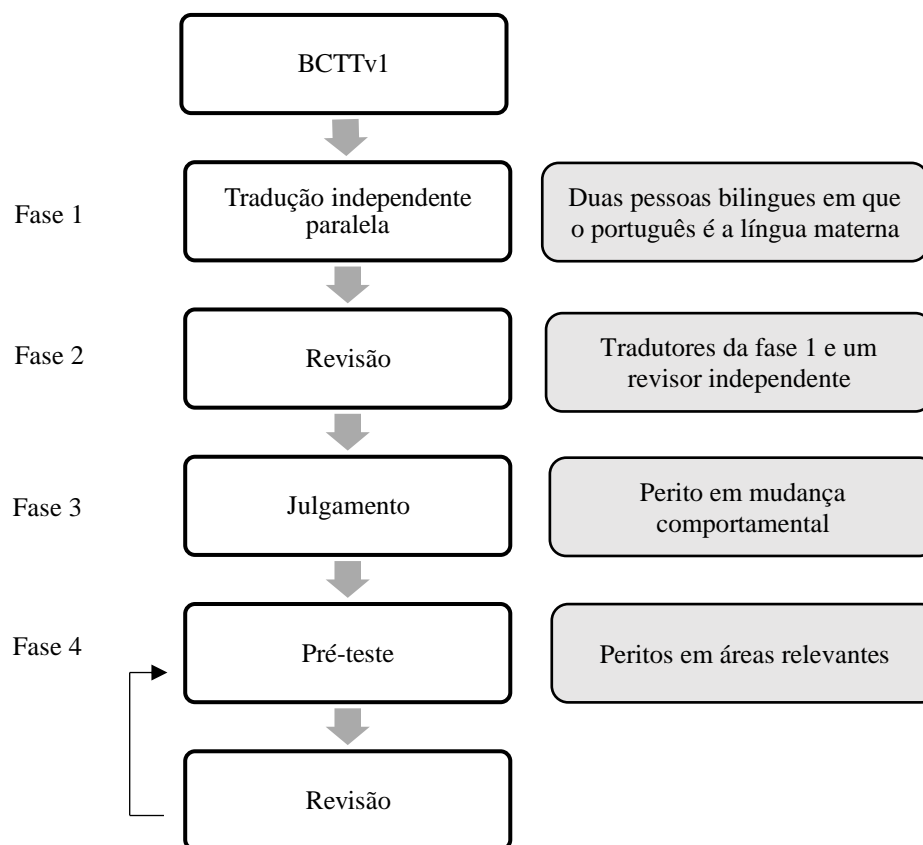 BCTTv1
Fase 1
Tradução independente
paralela
Duas pessoas bilingues em que
o português é a língua materna
Fase 2
Revisão
Tradutores da fase 1 e um
revisor independente
Fase 3
Julgamento
Perito em mudança
comportamental
Fase 4
Pré-teste
Peritos em áreas relevantes
Revisão